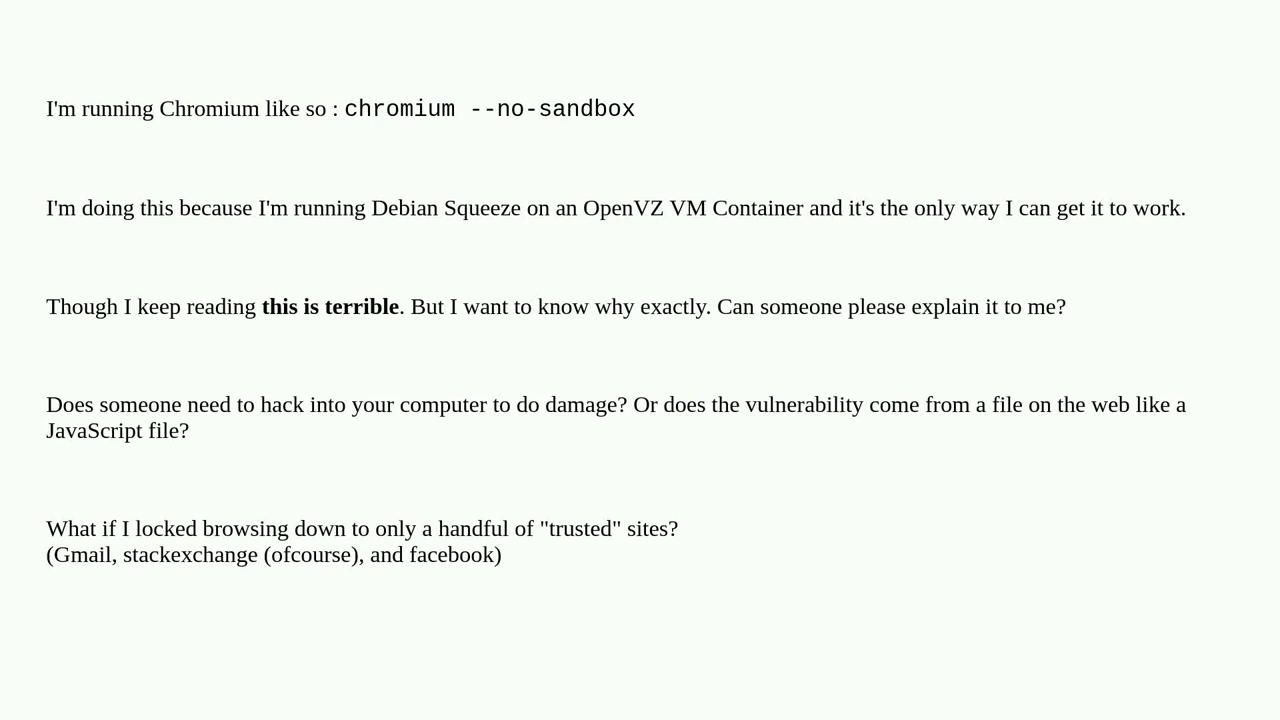 I'm running Chromium like so : chromium --no-sandbox
I'm doing this because I'm running Debian Squeeze on an OpenVZ VM Container and it's the only way I can get it to work.
Though I keep reading this is terrible. But I want to know why exactly. Can someone please explain it to me?
Does someone need to hack into your computer to do damage? Or does the vulnerability come from a file on the web like a
JavaScript file?
What if I locked browsing down to only a handful of "trusted" sites?
(Gmail, stackexchange (ofcourse), and facebook)